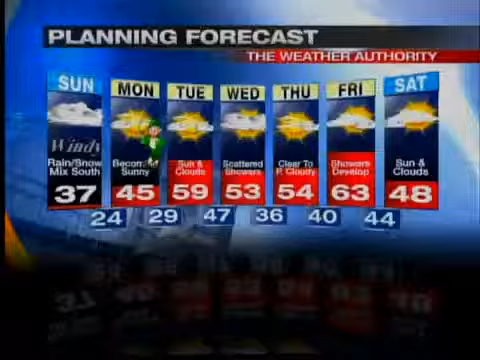 PLANNING FORECAST
THE WEATHER AUTHORITY
SUN MON TUE WED THU FRI SAT
Windy
Rain/Snow Mix South
Sunny
Sun & Clouds
Scattered Showers
Clear To P. Cloudy
Showers Develop
Sun & Clouds
37 45 59 53 54 63 48
24 29 47 36 40 44